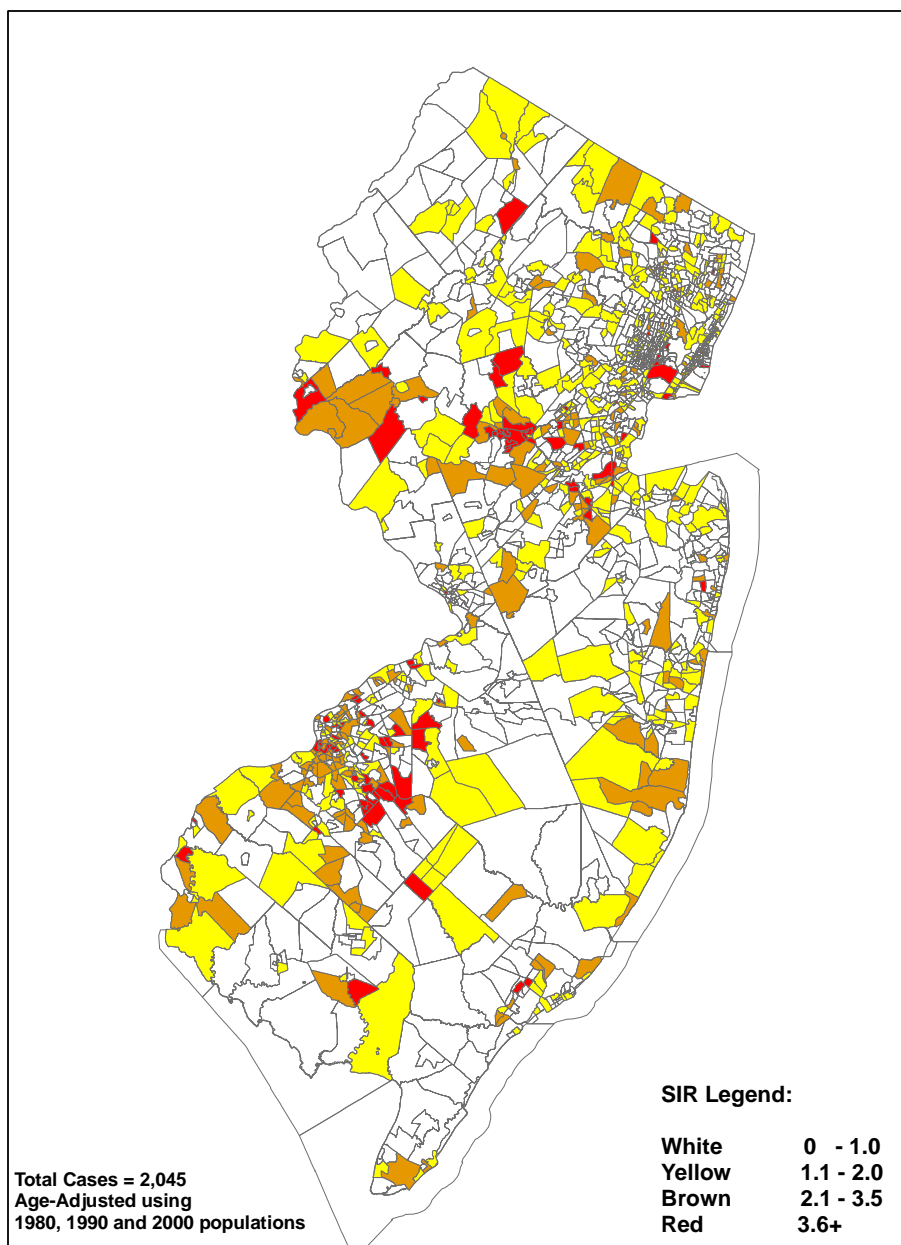 SIR Legend:
White 0 - 1.0
Yellow 1.1 - 2.0
Brown 2.1 - 3.5
Red 3.6+
Total Cases = 2,045
Age-Adjusted using
1980, 1990 and 2000 populations